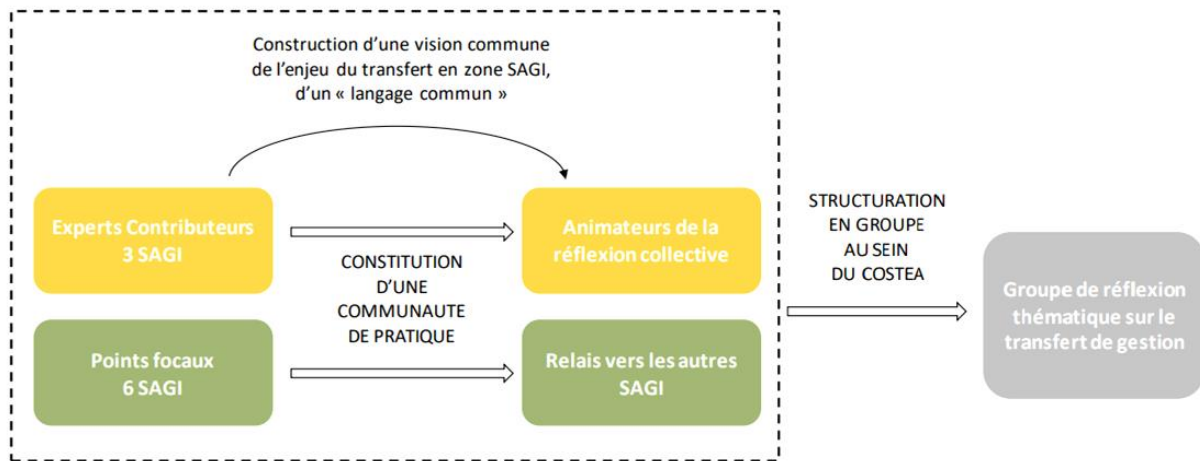 Construction d’une vision commune
de l’enjeu du transfert en zone SAGI,
d’un « langage commun »
Experts Contributeurs
3 SAGI
Animateurs de la
réflexion collective
CONSTITUTION
D’UNE
COMMUNAUTE
DE PRATIQUE
Points focaux
6 SAGI
Relais vers les autres
SAGI
STRUCTURATION
EN GROUPE
AU SEIN
DU COSTEA
Groupe de réflexion
thématique sur le
transfert de gestion